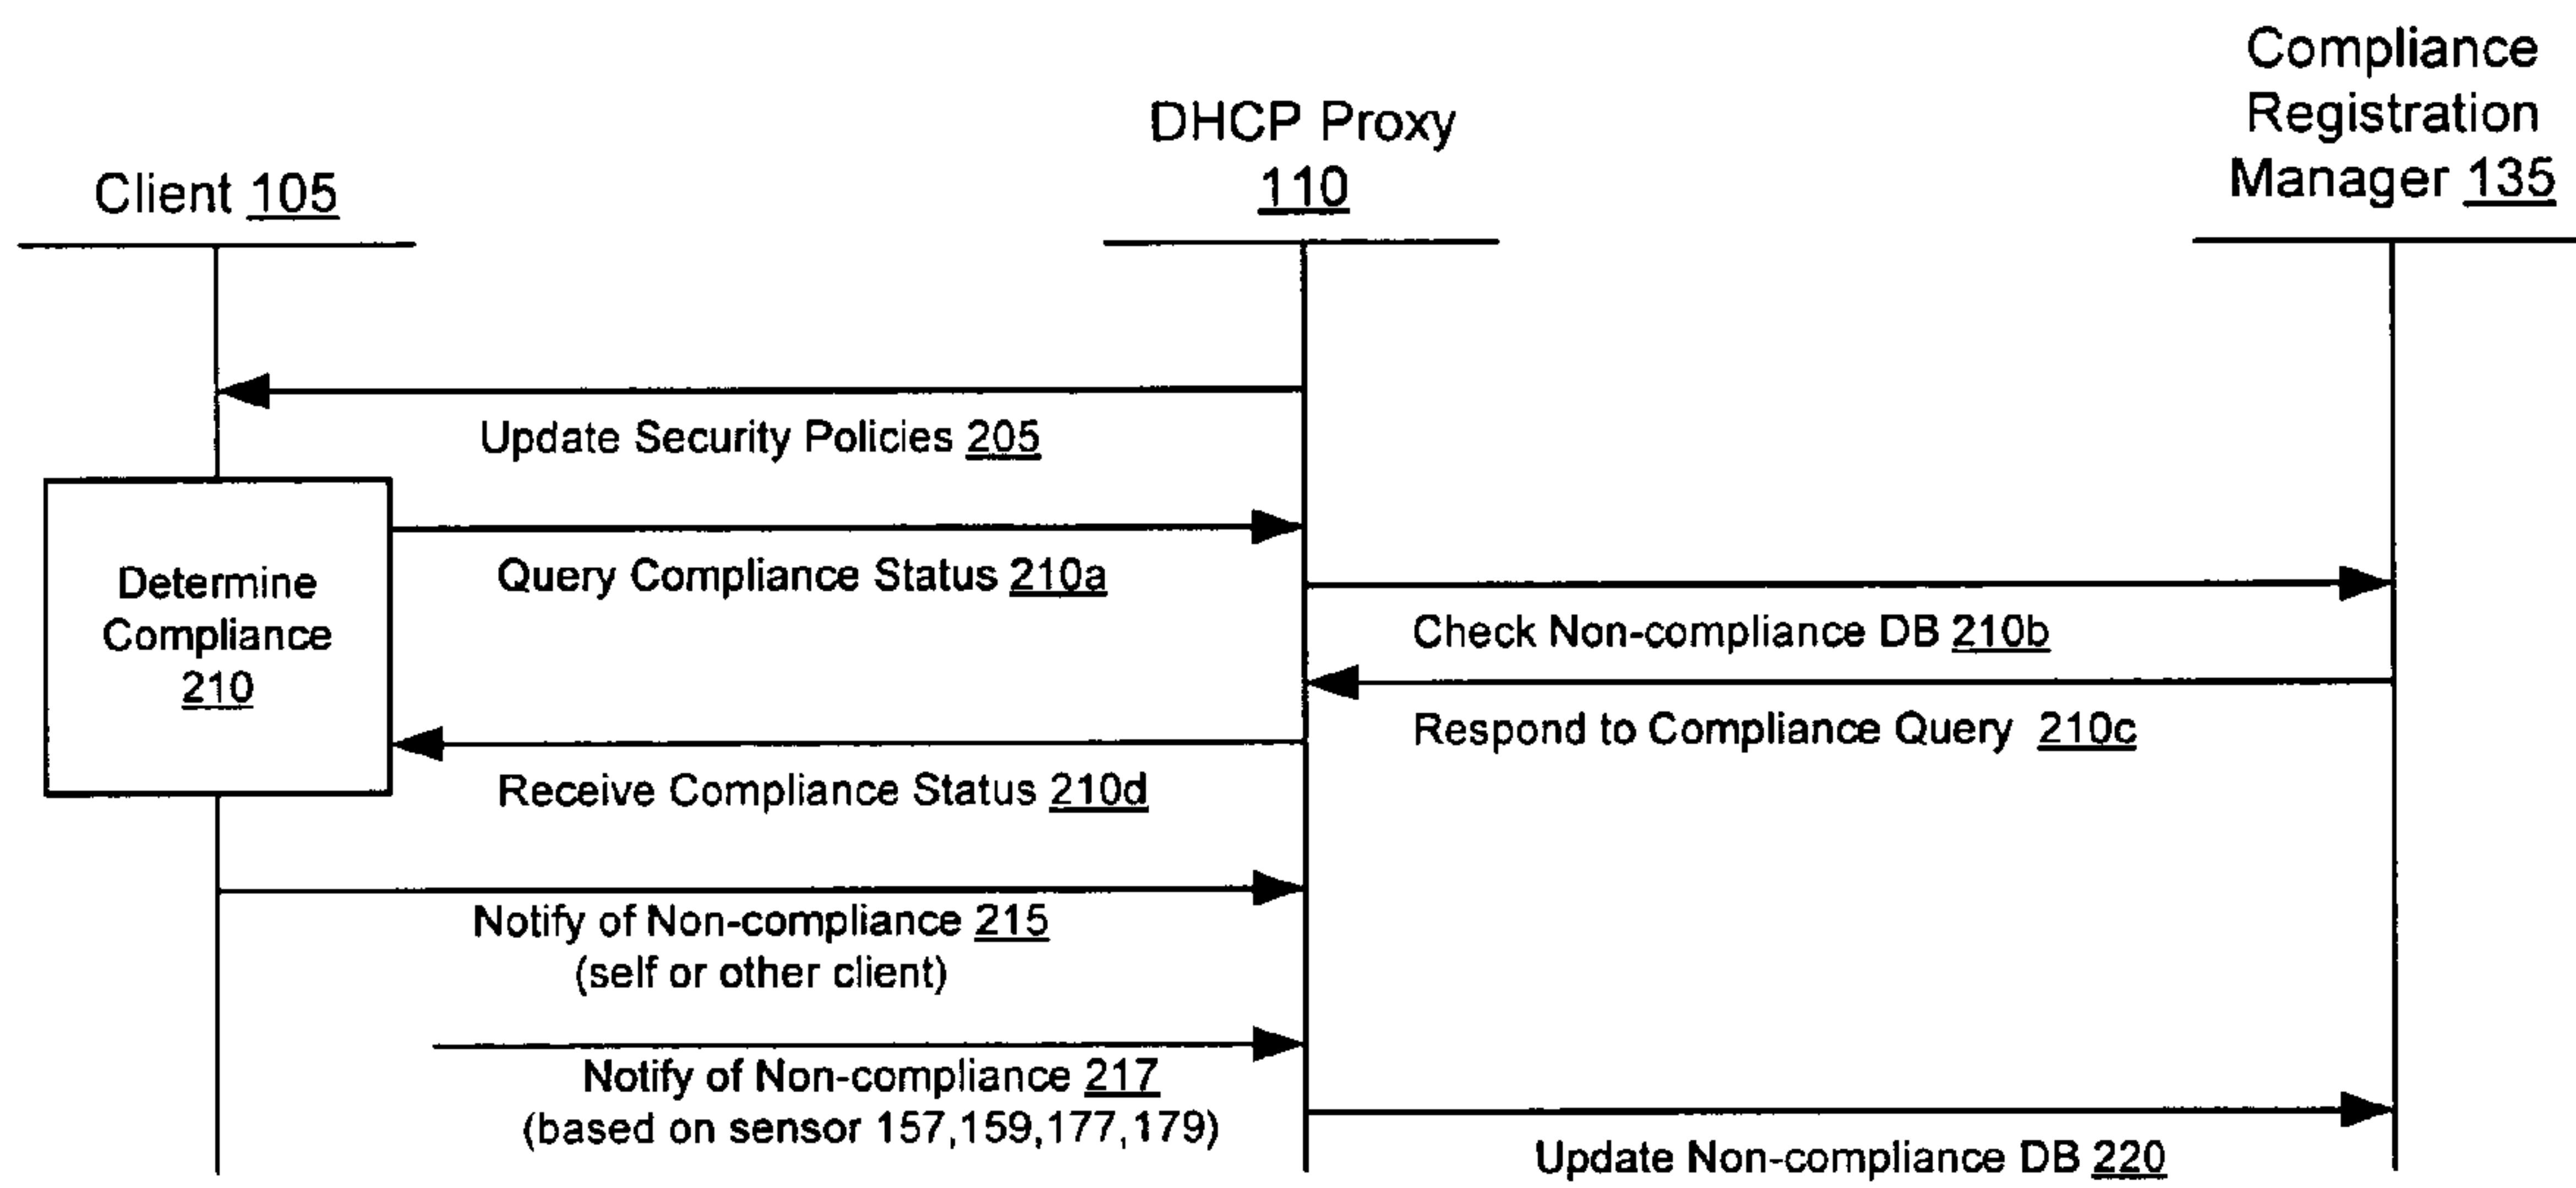 Compliance
Registration
Manager 135
DHCP Proxy
110
Client 105
Update Security Policies 205
Determine
Compliance
210
Query Compliance Status 210a
Check Non-compliance DB 210b
Respond to Compliance Query 210c
Receive Compliance Status 210d
Notify of Non-compliance 215
(self or other client)
Notify of Non-compliance 217
(based on sensor 157,159,177,179)
Update Non-compliance DB 220